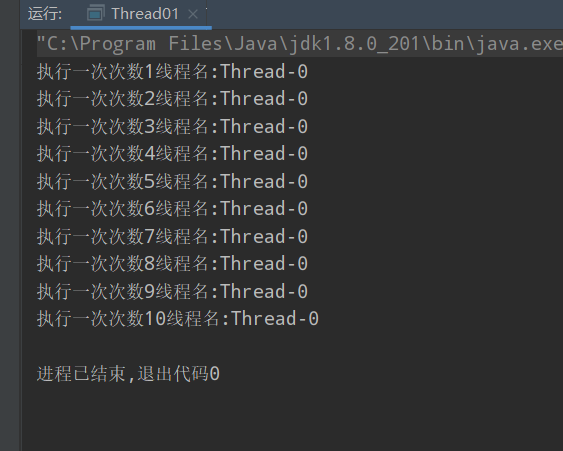 运行: Thread01
"C:\Program Files\Java\jdk1.8.0_201\bin\java.exe
执行一次次数1线程名:Thread-0
执行一次次数2线程名:Thread-0
执行一次次数3线程名:Thread-0
执行一次次数4线程名:Thread-0
执行一次次数5线程名:Thread-0
执行一次次数6线程名:Thread-0
执行一次次数7线程名:Thread-0
执行一次次数8线程名:Thread-0
执行一次次数9线程名:Thread-0
执行一次次数10线程名:Thread-0
进程已结束,退出代码0